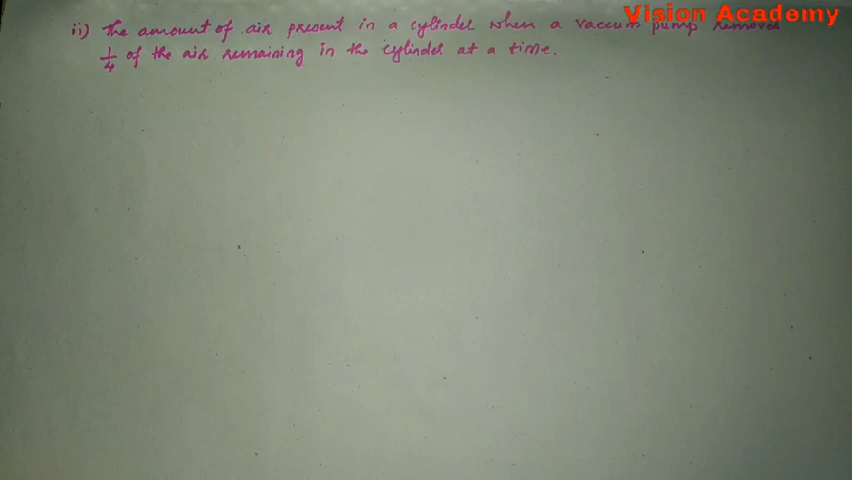 Vision Academy
ii) The amount of air present in a cylinder when a vaccum pump removes
1/4 of the air remaining in the cylinder at a time.